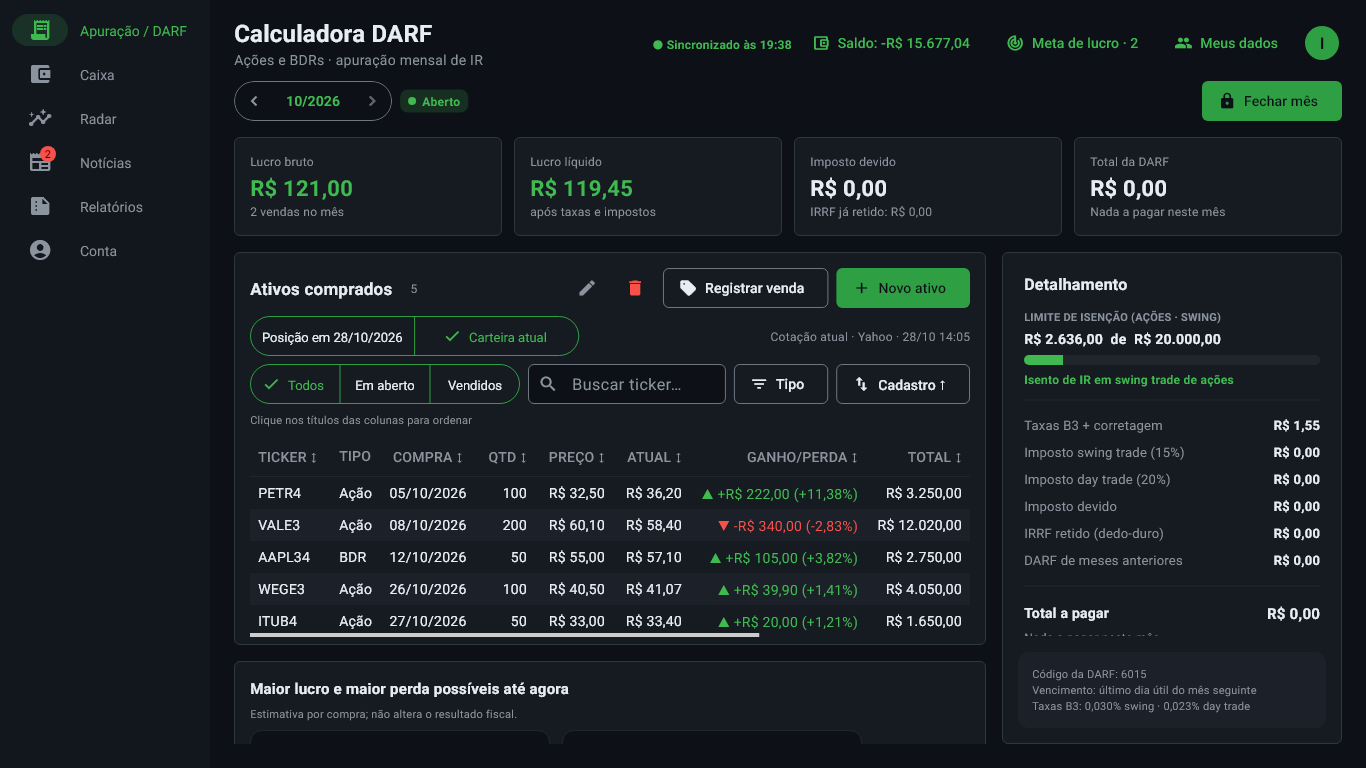 Apuração / DARF
Caixa
Radar
2
Notícias
Relatórios
Conta
Calculadora DARF
Ações e BDRs · apuração mensal de IR
Sincronizado às 19:38
Saldo: -R$ 15.677,04
Meta de lucro · 2
Meus dados
I
10/2026
Aberto
Fechar mês
Lucro bruto
R$ 121,00
2 vendas no mês
Lucro líquido
R$ 119,45
após taxas e impostos
Imposto devido
R$ 0,00
IRRF já retido: R$ 0,00
Total da DARF
R$ 0,00
Nada a pagar neste mês
Ativos comprados 5
Registrar venda
+ Novo ativo
Posição em 28/10/2026
Carteira atual
Cotação atual · Yahoo · 28/10 14:05
Todos
Em aberto
Vendidos
Buscar ticker...
Tipo
Cadastro ↑
Clique nos títulos das colunas para ordenar
TICKER ↕ TIPO COMPRA ↕ QTD ↕ PREÇO ↕ ATUAL ↕ GANHO/PERDA ↕ TOTAL ↕
PETR4 Ação 05/10/2026 100 R$ 32,50 R$ 36,20 ▲ +R$ 222,00 (+11,38%) R$ 3.250,00
VALE3 Ação 08/10/2026 200 R$ 60,10 R$ 58,40 ▼ -R$ 340,00 (-2,83%) R$ 12.020,00
AAPL34 BDR 12/10/2026 50 R$ 55,00 R$ 57,10 ▲ +R$ 105,00 (+3,82%) R$ 2.750,00
WEGE3 Ação 26/10/2026 100 R$ 40,50 R$ 41,07 ▲ +R$ 39,90 (+1,41%) R$ 4.050,00
ITUB4 Ação 27/10/2026 50 R$ 33,00 R$ 33,40 ▲ +R$ 20,00 (+1,21%) R$ 1.650,00
Maior lucro e maior perda possíveis até agora
Estimativa por compra; não altera o resultado fiscal.
Detalhamento
LIMITE DE ISENÇÃO (AÇÕES · SWING)
R$ 2.636,00 de R$ 20.000,00
Isento de IR em swing trade de ações
Taxas B3 + corretagem R$ 1,55
Imposto swing trade (15%) R$ 0,00
Imposto day trade (20%) R$ 0,00
Imposto devido R$ 0,00
IRRF retido (dedo-duro) R$ 0,00
DARF de meses anteriores R$ 0,00
Total a pagar R$ 0,00
Código da DARF: 6015
Vencimento: último dia útil do mês seguinte
Taxas B3: 0,030% swing · 0,023% day trade